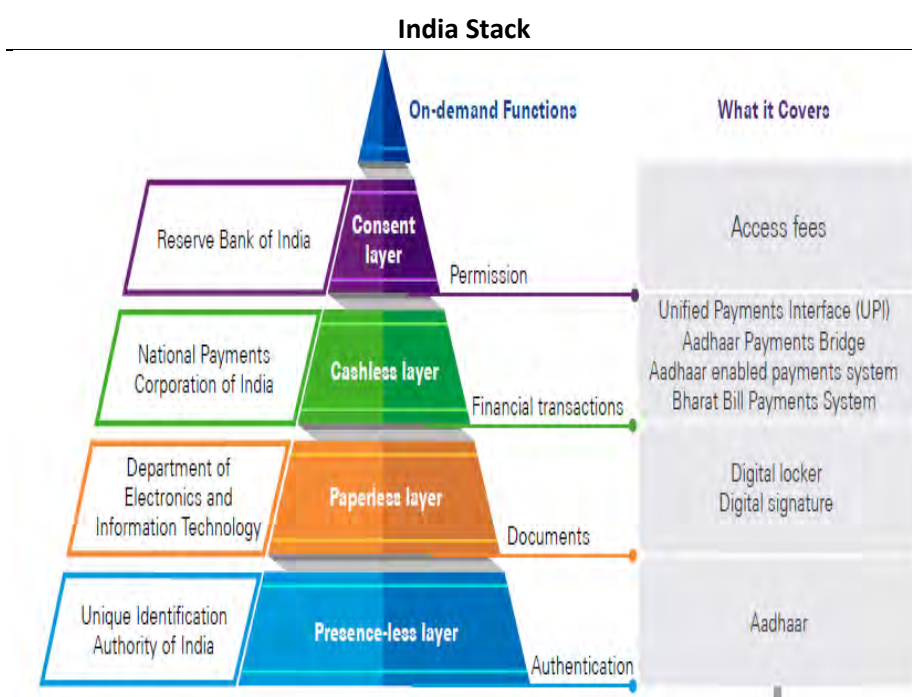 India Stack
On-demand Functions
What it Covers
Reserve Bank of India
Consent
layer
Permission
Access fees
National Payments
Corporation of India
Cashless layer
Financial transactions
Unified Payments Interface (UPI)
Aadhaar Payments Bridge
Aadhaar enabled payments system
Bharat Bill Payments System
Department of
Electronics and
Information Technology
Paperless layer
Documents
Digital locker
Digital signature
Unique Identification
Authority of India
Presence-less layer
Authentication
Aadhaar